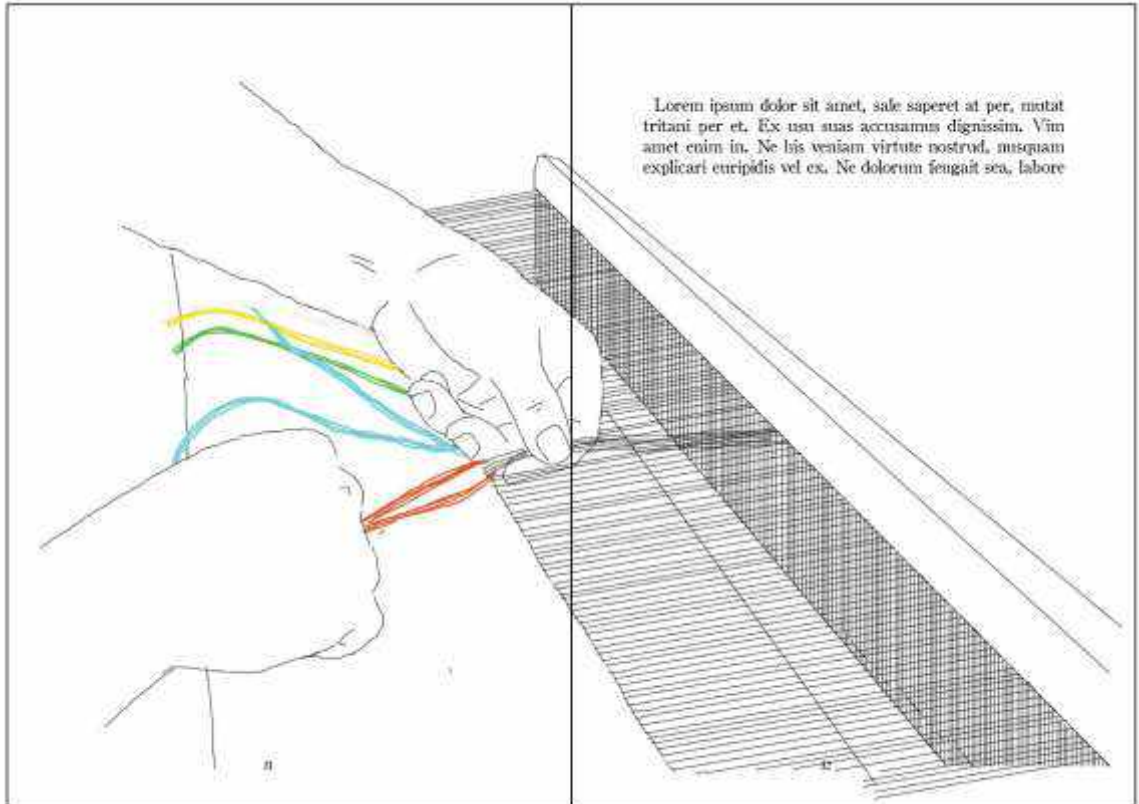 Lorem ipsum dolor sit amet, sale saperet at per, mutat
tritani per et. Ex usu suas accusamus dignissim. Vim
amet enim in. Ne his veniam virtute nostrud, nusquam
explicari euripidis vel ex. Ne dolorum feugait sea, labore
n